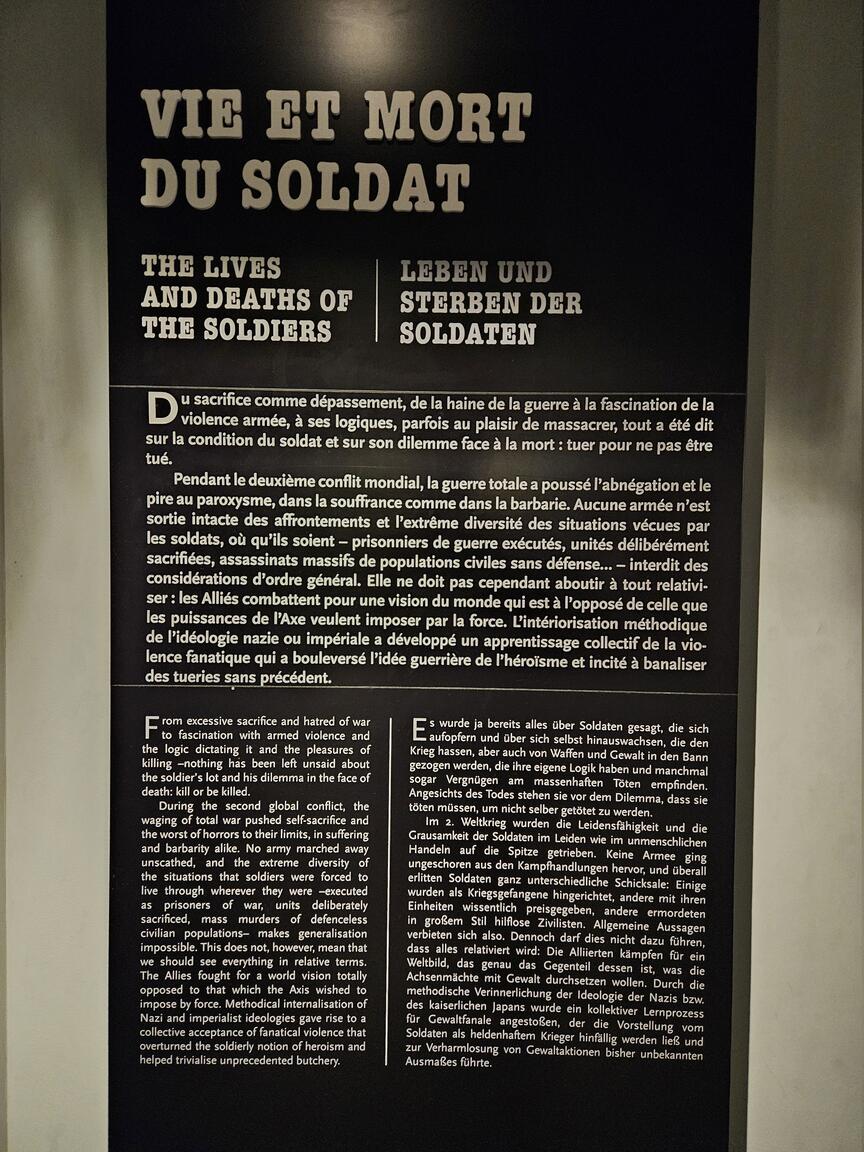 VIE ET MORT
DU SOLDAT
THE LIVES
AND DEATHS OF
THE SOLDIERS
LEBEN UND
STERBEN DER
SOLDATEN
Du sacrifice comme dépassement, de la haine de la guerre à la fascination de la
violence armée, à ses logiques, parfois au plaisir de massacrer, tout a été dit
sur la condition du soldat et sur son dilemme face à la mort : tuer pour ne pas être
tué.
Pendant le deuxième conflit mondial, la guerre totale a poussé l'abnégation et le
pire au paroxysme, dans la souffrance comme dans la barbarie. Aucune armée n'est
sortie intacte des affrontements et l'extrême diversité des situations vécues par
les soldats, où qu'ils soient – prisonniers de guerre exécutés, unités délibérément
sacrifiées, assassinats massifs de populations civiles sans défense... – interdit des
considérations d'ordre général. Elle ne doit pas cependant aboutir à tout relativi-
ser : les Alliés combattent pour une vision du monde qui est à l'opposé de celle que
les puissances de l'Axe veulent imposer par la force. L'intériorisation méthodique
de l'idéologie nazie ou impériale a développé un apprentissage collectif de la vio-
lence fanatique qui a bouleversé l'idée guerrière de l'héroïsme et incité à banaliser
des tueries sans précédent.
From excessive sacrifice and hatred of war
to fascination with armed violence and
the logic dictating it and the pleasures of
killing –nothing has been left unsaid about
the soldier's lot and his dilemma in the face of
death: kill or be killed.
During the second global conflict, the
waging of total war pushed self-sacrifice and
the worst of horrors to their limits, in suffering
and barbarity alike. No army marched away
unscathed, and the extreme diversity of
the situations that soldiers were forced to
live through wherever they were –executed
as prisoners of war, units deliberately
sacrificed, mass murders of defenceless
civilian populations– makes generalisation
impossible. This does not, however, mean that
we should see everything in relative terms.
The Allies fought for a world vision totally
opposed to that which the Axis wished to
impose by force. Methodical internalisation of
Nazi and imperialist ideologies gave rise to a
collective acceptance of fanatical violence that
overturned the soldierly notion of heroism and
helped trivialise unprecedented butchery.
Es wurde ja bereits alles über Soldaten gesagt, die sich
aufopfern und über sich selbst hinauswachsen, die den
Krieg hassen, aber auch von Waffen und Gewalt in den Bann
gezogen werden, die ihre eigene Logik haben und manchmal
sogar Vergnügen am massenhaften Töten empfinden.
Angesichts des Todes stehen sie vor dem Dilemma, dass sie
töten müssen, um nicht selber getötet zu werden.
Im 2. Weltkrieg wurden die Leidensfähigkeit und die
Grausamkeit der Soldaten im Leiden wie im unmenschlichen
Handeln auf die Spitze getrieben. Keine Armee ging
ungeschoren aus den Kampfhandlungen hervor, und überall
erlitten Soldaten ganz unterschiedliche Schicksale: Einige
wurden als Kriegsgefangene hingerichtet, andere mit ihren
Einheiten wissentlich preisgegeben, andere ermordeten
in großem Stil hilflose Zivilisten. Allgemeine Aussagen
verbieten sich also. Dennoch darf dies nicht dazu führen,
dass alles relativiert wird: Die Alliierten kämpfen für ein
Weltbild, das genau das Gegenteil dessen ist, was die
Achsenmächte mit Gewalt durchsetzen wollen. Durch die
methodische Verinnerlichung der Ideologie der Nazis bzw.
des kaiserlichen Japans wurde ein kollektiver Lernprozess
für Gewaltfanale angestoßen, der die Vorstellung vom
Soldaten als heldenhaftem Krieger hinfällig werden ließ und
zur Verharmlosung von Gewaltaktionen bisher unbekannten
Ausmaßes führte.